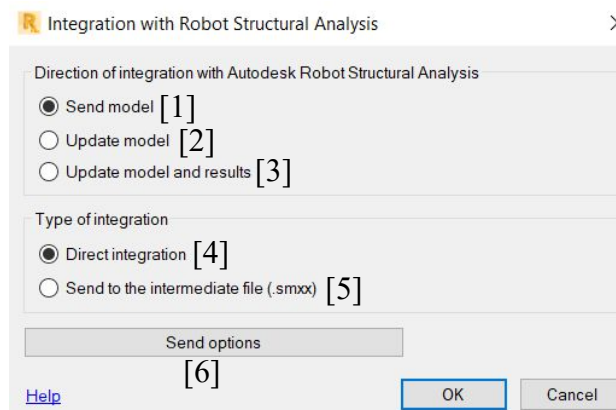 Integration with Robot Structural Analysis
Direction of integration with Autodesk Robot Structural Analysis
Send model [1]
Update model [2]
Update model and results [3]
Type of integration
Direct integration [4]
Send to the intermediate file (.smxx) [5]
Send options
[6]
Help OK Cancel